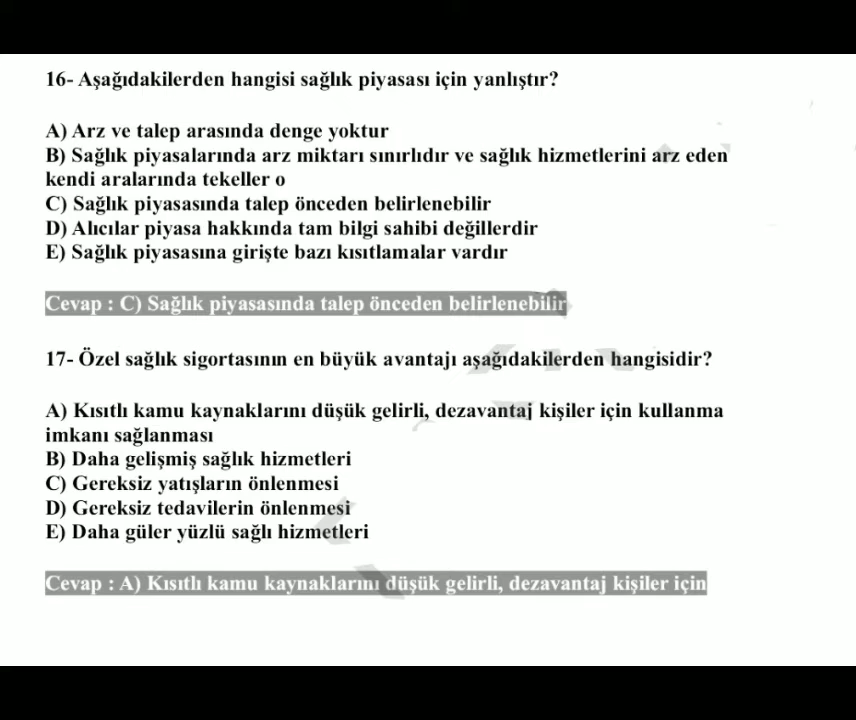 16- Aşağıdakilerden hangisi sağlık piyasası için yanlıştır?
A) Arz ve talep arasında denge yoktur
B) Sağlık piyasalarında arz miktarı sınırlıdır ve sağlık hizmetlerini arz eden
kendi aralarında tekeller o
C) Sağlık piyasasında talep önceden belirlenebilir
D) Alıcılar piyasa hakkında tam bilgi sahibi değillerdir
E) Sağlık piyasasına girişte bazı kısıtlamalar vardır
Cevap : C) Sağlık piyasasında talep önceden belirlenebilir
17- Özel sağlık sigortasının en büyük avantajı aşağıdakilerden hangisidir?
A) Kısıtlı kamu kaynaklarını düşük gelirli, dezavantaj kişiler için kullanma
imkanı sağlanması
B) Daha gelişmiş sağlık hizmetleri
C) Gereksiz yatışların önlenmesi
D) Gereksiz tedavilerin önlenmesi
E) Daha güler yüzlü sağlı hizmetleri
Cevap : A) Kısıtlı kamu kaynaklarını düşük gelirli, dezavantaj kişiler için